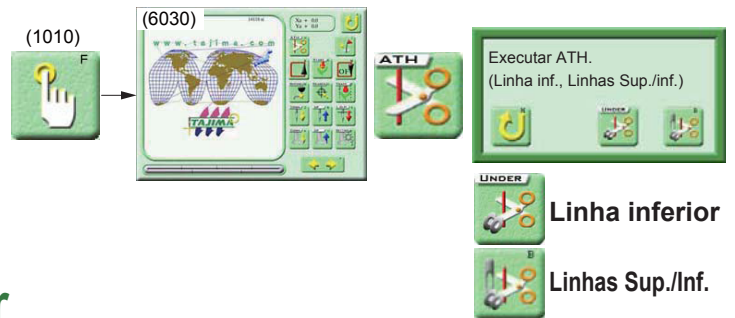 (1010)
F
(6030)
www.tajima.com
TAJIMA
OFF
ATH
Executar ATH.
(Linha inf., Linhas Sup./inf.)
N
UNDER
B
UNDER
Linha inferior
B
Linhas Sup./Inf.
r